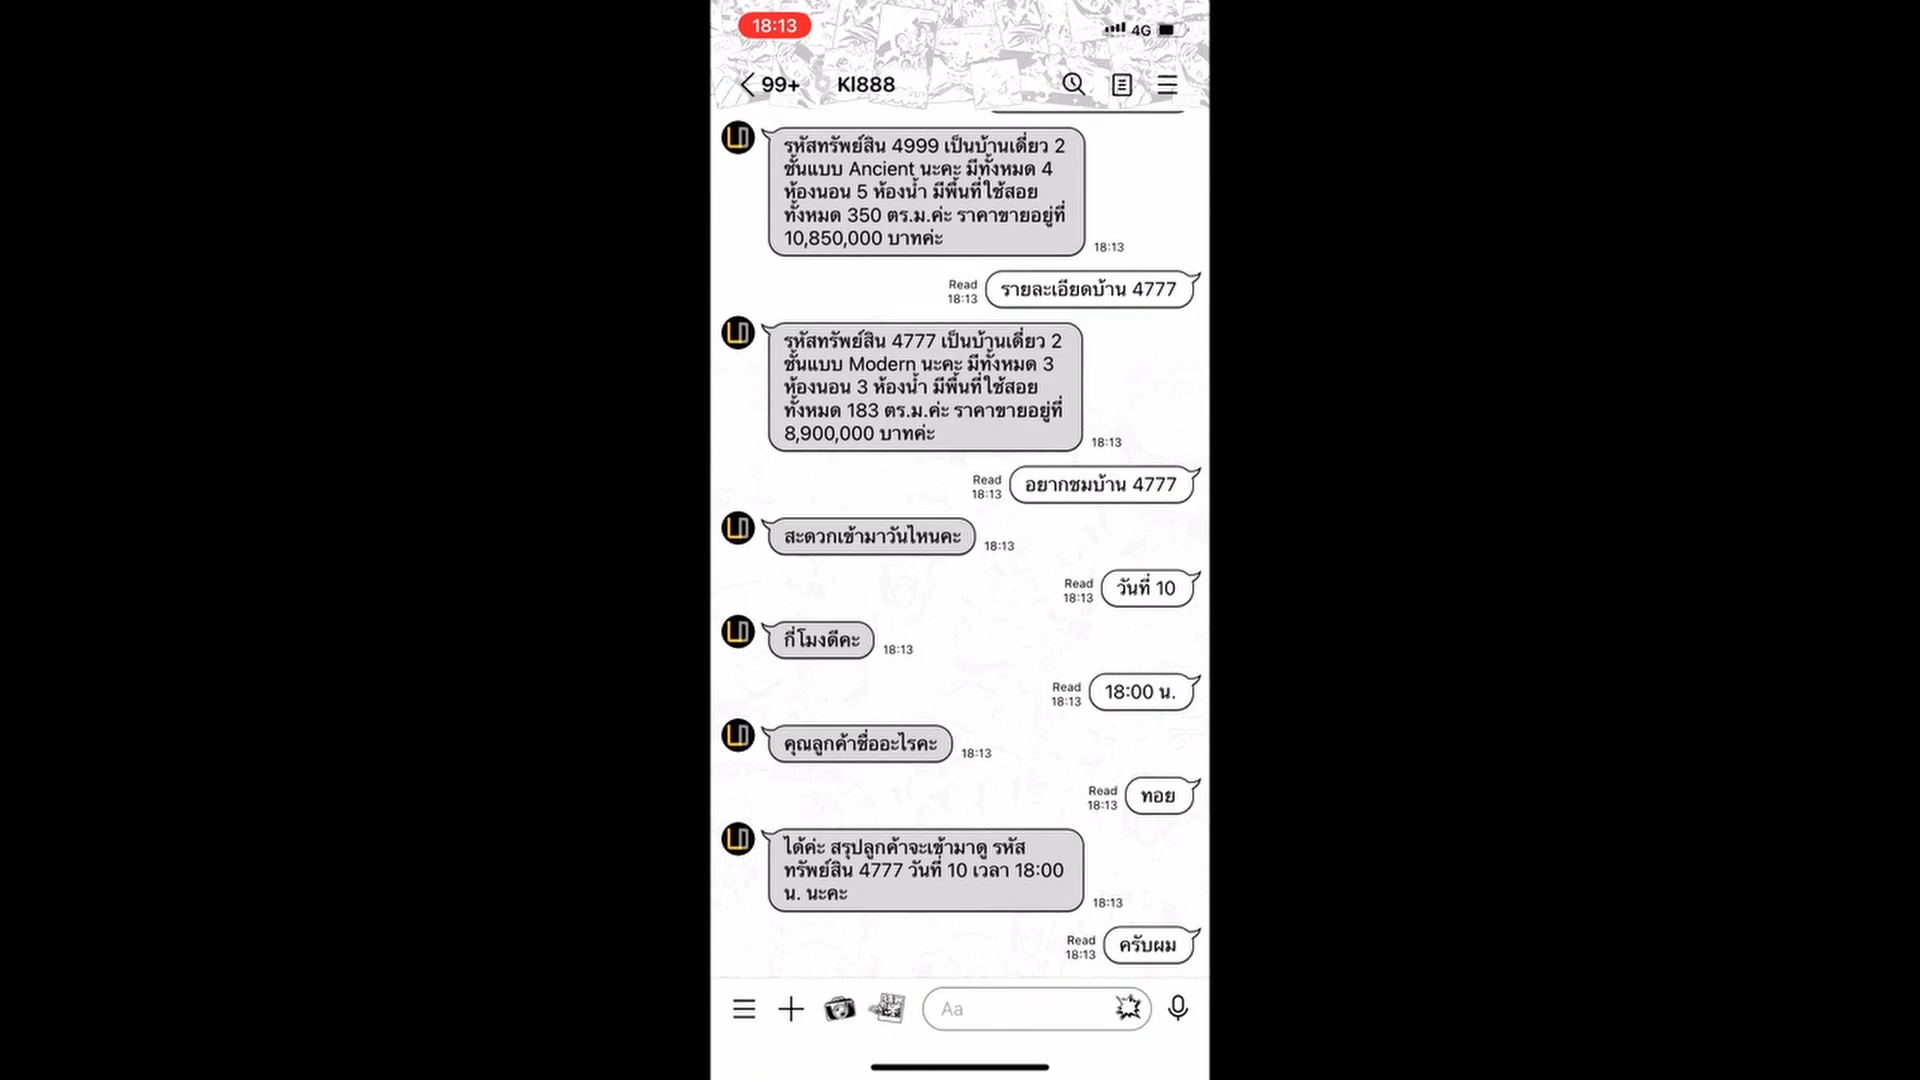 18:13
4G
99+
KI888
รหัสทรัพย์สิน 4999 เป็นบ้านเดี่ยว 2
ชั้นแบบ Ancient นะคะ มีทั้งหมด 4
ห้องนอน 5 ห้องน้ำ มีพื้นที่ใช้สอย
ทั้งหมด 350 ตร.ม.ค่ะ ราคาขายอยู่ที่
10,850,000 บาทค่ะ
18:13
Read
18:13
รายละเอียดบ้าน 4777
รหัสทรัพย์สิน 4777 เป็นบ้านเดี่ยว 2
ชั้นแบบ Modern นะคะ มีทั้งหมด 3
ห้องนอน 3 ห้องน้ำ มีพื้นที่ใช้สอย
ทั้งหมด 183 ตร.ม.ค่ะ ราคาขายอยู่ที่
8,900,000 บาทค่ะ
18:13
Read
18:13
อยากชมบ้าน 4777
สะดวกเข้ามาวันไหนคะ
18:13
Read
18:13
วันที่ 10
กี่โมงดีคะ
18:13
Read
18:13
18:00 น.
คุณลูกค้าชื่ออะไรคะ
18:13
Read
18:13
ทอย
ได้ค่ะ สรุปลูกค้าจะเข้ามาดู รหัส
ทรัพย์สิน 4777 วันที่ 10 เวลา 18:00
น. นะคะ
18:13
Read
18:13
ครับผม
Aa